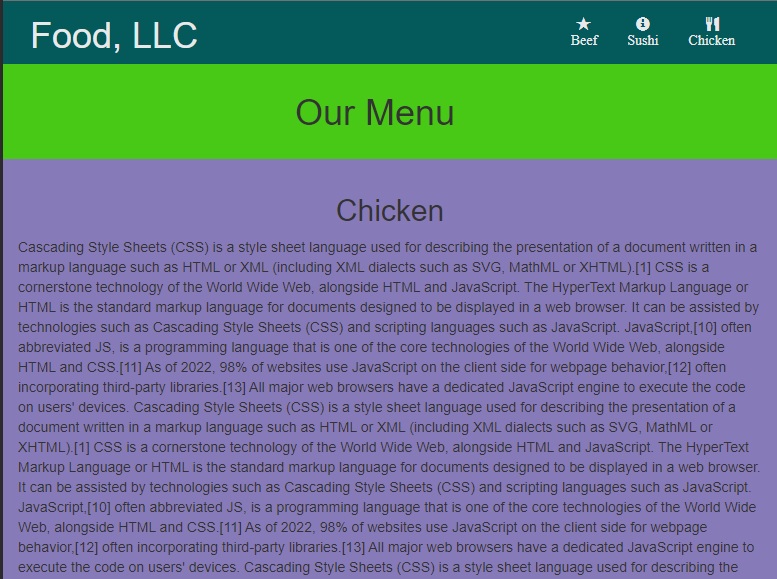 Food, LLC
Beef
Sushi
Chicken
Our Menu
Chicken
Cascading Style Sheets (CSS) is a style sheet language used for describing the presentation of a document written in a
markup language such as HTML or XML (including XML dialects such as SVG, MathML or XHTML).[1] CSS is a
cornerstone technology of the World Wide Web, alongside HTML and JavaScript. The HyperText Markup Language or
HTML is the standard markup language for documents designed to be displayed in a web browser. It can be assisted by
technologies such as Cascading Style Sheets (CSS) and scripting languages such as JavaScript. JavaScript,[10] often
abbreviated JS, is a programming language that is one of the core technologies of the World Wide Web, alongside
HTML and CSS.[11] As of 2022, 98% of websites use JavaScript on the client side for webpage behavior,[12] often
incorporating third-party libraries.[13] All major web browsers have a dedicated JavaScript engine to execute the code
on users' devices. Cascading Style Sheets (CSS) is a style sheet language used for describing the presentation of a
document written in a markup language such as HTML or XML (including XML dialects such as SVG, MathML or
XHTML).[1] CSS is a cornerstone technology of the World Wide Web, alongside HTML and JavaScript. The HyperText
Markup Language or HTML is the standard markup language for documents designed to be displayed in a web browser.
It can be assisted by technologies such as Cascading Style Sheets (CSS) and scripting languages such as JavaScript.
JavaScript,[10] often abbreviated JS, is a programming language that is one of the core technologies of the World Wide
Web, alongside HTML and CSS.[11] As of 2022, 98% of websites use JavaScript on the client side for webpage
behavior,[12] often incorporating third-party libraries.[13] All major web browsers have a dedicated JavaScript engine to
execute the code on users' devices. Cascading Style Sheets (CSS) is a style sheet language used for describing the